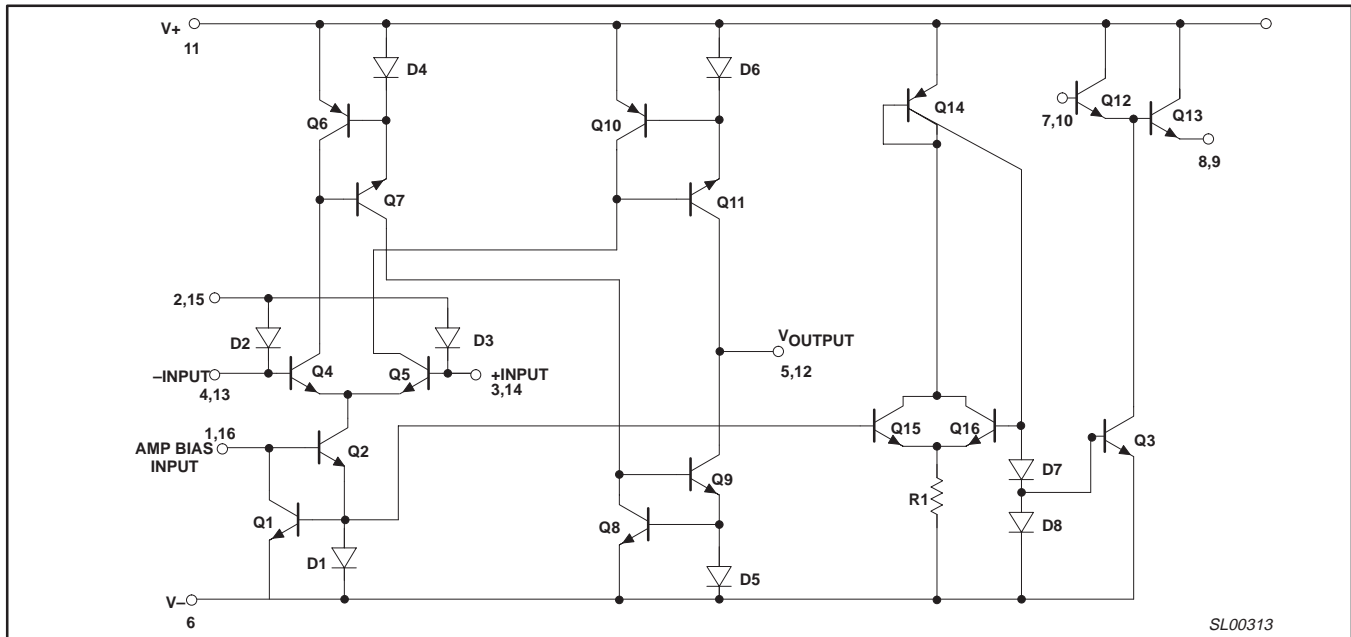 V+
11
D4
D6
Q6
Q10
Q14
Q12
7,10
Q13
8,9
Q7
Q11
2,15
D2
D3
VOUTPUT
5,12
–INPUT
4,13
Q4
Q5
+INPUT
3,14
AMP BIAS
INPUT
1,16
Q2
Q15
Q16
Q3
D7
Q9
R1
Q1
Q8
D8
D1
D5
V–
6
SL00313